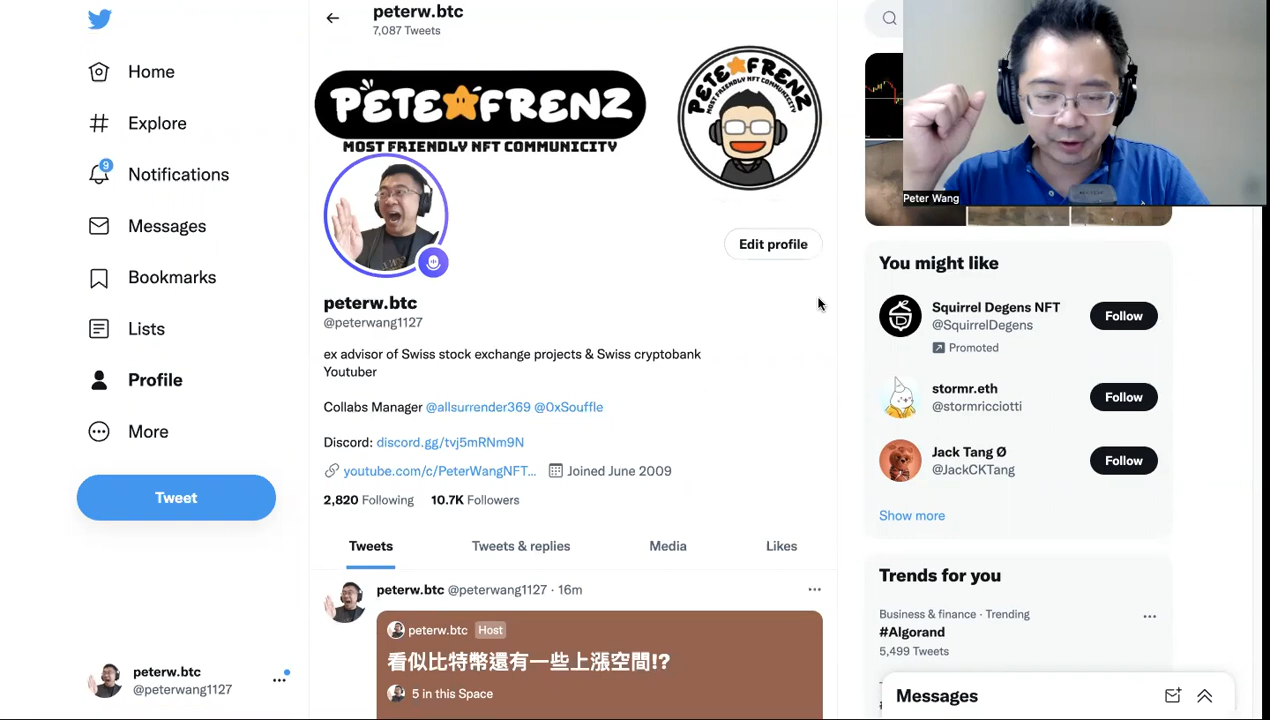 peterw.btc
7,087 Tweets
Home
Explore
9
Notifications
Messages
Bookmarks
Lists
Profile
More
Tweet
peterw.btc
@peterwang1127
PETE FRENZ
MOST FRIENDLY NFT COMMUNICITY
PETE FRENZ
MOST FRIENDLY NFT COMMUNICITY
Edit profile
peterw.btc
@peterwang1127
ex advisor of Swiss stock exchange projects & Swiss cryptobank
Youtuber
Collabs Manager @allsurrender369 @0xSouffle
Discord: discord.gg/tvj5mRNm9N
youtube.com/c/PeterWangNFT… Joined June 2009
2,820 Following 10.7K Followers
Tweets Tweets & replies Media Likes
peterw.btc @peterwang1127 · 16m
peterw.btc Host
看似比特幣還有一些上漲空間!?
5 in this Space
Peter Wang
You might like
Squirrel Degens NFT
@SquirrelDegens
Promoted
Follow
stormr.eth
@stormricciotti
Follow
Jack Tang Ø
@JackCKTang
Follow
Show more
Trends for you
Business & finance · Trending
#Algorand
5,499 Tweets
Messages